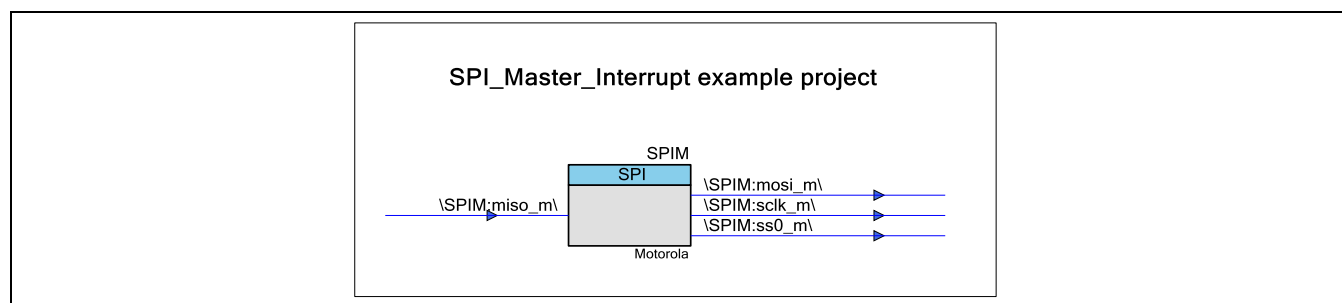 SPI_Master_Interrupt example project
SPIM
SPI
\SPIM:mosi_m\
\SPIM:miso_m\
\SPIM:sclk_m\
\SPIM:ss0_m\
Motorola